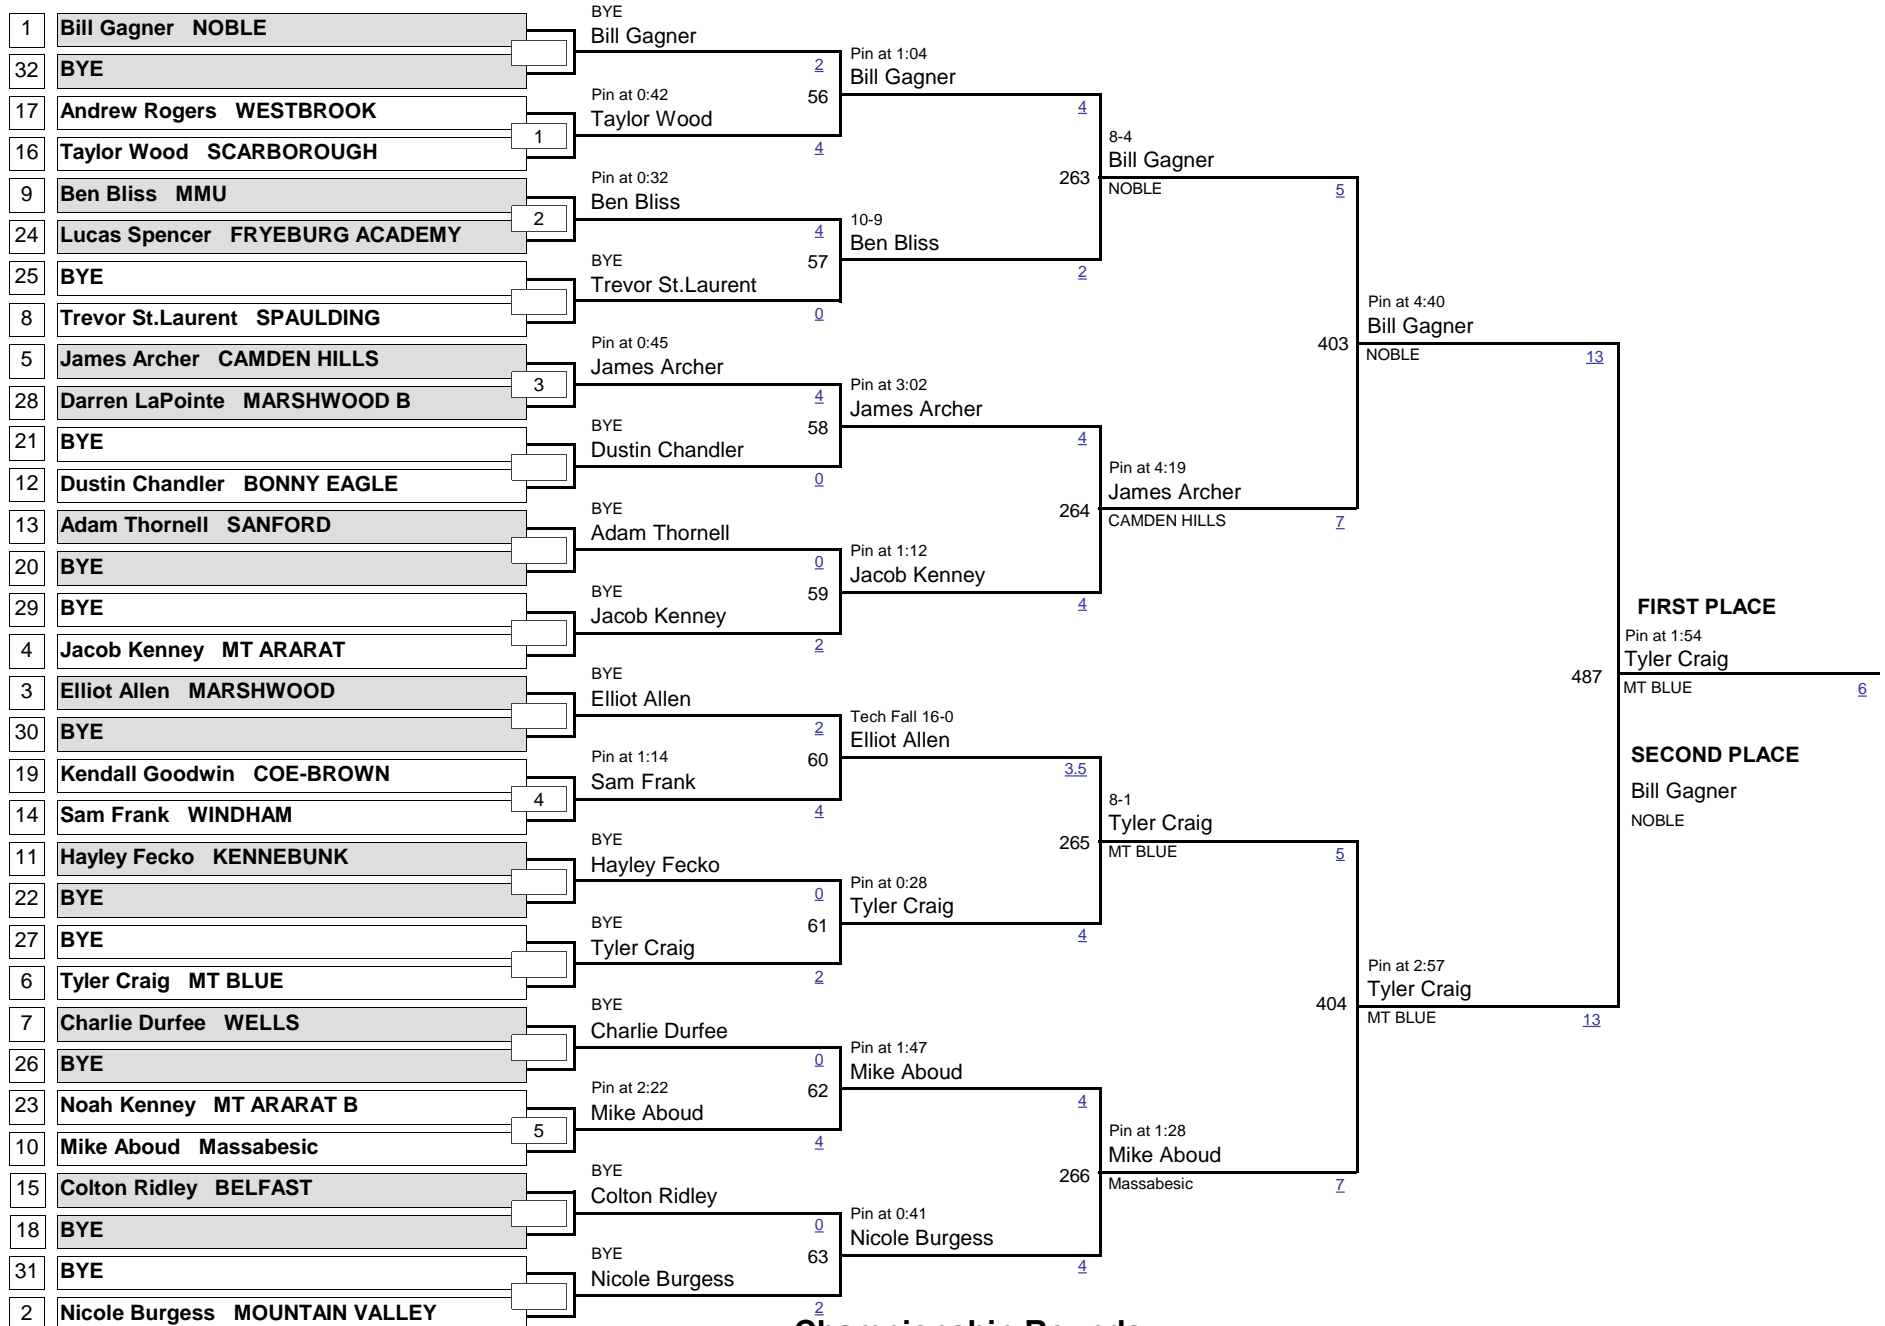 1 Bill Gagner NOBLE
32 BYE
17 Andrew Rogers WESTBROOK
1
16 Taylor Wood SCARBOROUGH
9 Ben Bliss MMU
2
24 Lucas Spencer FRYEBURG ACADEMY
25 BYE
8 Trevor St.Laurent SPAULDING
5 James Archer CAMDEN HILLS
3
28 Darren LaPointe MARSHWOOD B
21 BYE
12 Dustin Chandler BONNY EAGLE
13 Adam Thornell SANFORD
20 BYE
29 BYE
4 Jacob Kenney MT ARARAT
3 Elliot Allen MARSHWOOD
30 BYE
19 Kendall Goodwin COE-BROWN
4
14 Sam Frank WINDHAM
11 Hayley Fecko KENNEBUNK
22 BYE
27 BYE
6 Tyler Craig MT BLUE
7 Charlie Durfee WELLS
26 BYE
23 Noah Kenney MT ARARAT B
5
10 Mike Aboud Massabesic
15 Colton Ridley BELFAST
18 BYE
31 BYE
2 Nicole Burgess MOUNTAIN VALLEY
BYE
Bill Gagner
2
Pin at 0:42
56
Taylor Wood
4
Pin at 0:32
Ben Bliss
4
BYE
57
Trevor St.Laurent
0
Pin at 0:45
James Archer
4
BYE
58
Dustin Chandler
0
BYE
Adam Thornell
0
BYE
59
Jacob Kenney
2
BYE
Elliot Allen
2
Pin at 1:14
60
Sam Frank
4
BYE
Hayley Fecko
0
BYE
61
Tyler Craig
2
BYE
Charlie Durfee
0
Pin at 2:22
62
Mike Aboud
4
BYE
Colton Ridley
0
BYE
63
Nicole Burgess
2
Pin at 1:04
Bill Gagner
4
263
10-9
Ben Bliss
2
Pin at 3:02
James Archer
4
264
Pin at 1:12
Jacob Kenney
4
Tech Fall 16-0
Elliot Allen
3.5
265
Pin at 0:28
Tyler Craig
4
Pin at 1:47
Mike Aboud
4
266
Pin at 0:41
Nicole Burgess
4
8-4
Bill Gagner
NOBLE
5
403
Pin at 4:19
James Archer
CAMDEN HILLS
7
8-1
Tyler Craig
MT BLUE
5
404
Pin at 1:28
Mike Aboud
Massabesic
7
Pin at 4:40
Bill Gagner
NOBLE
13
487
Pin at 2:57
Tyler Craig
MT BLUE
13
FIRST PLACE
Pin at 1:54
Tyler Craig
MT BLUE
6
SECOND PLACE
Bill Gagner
NOBLE
Championship Rounds